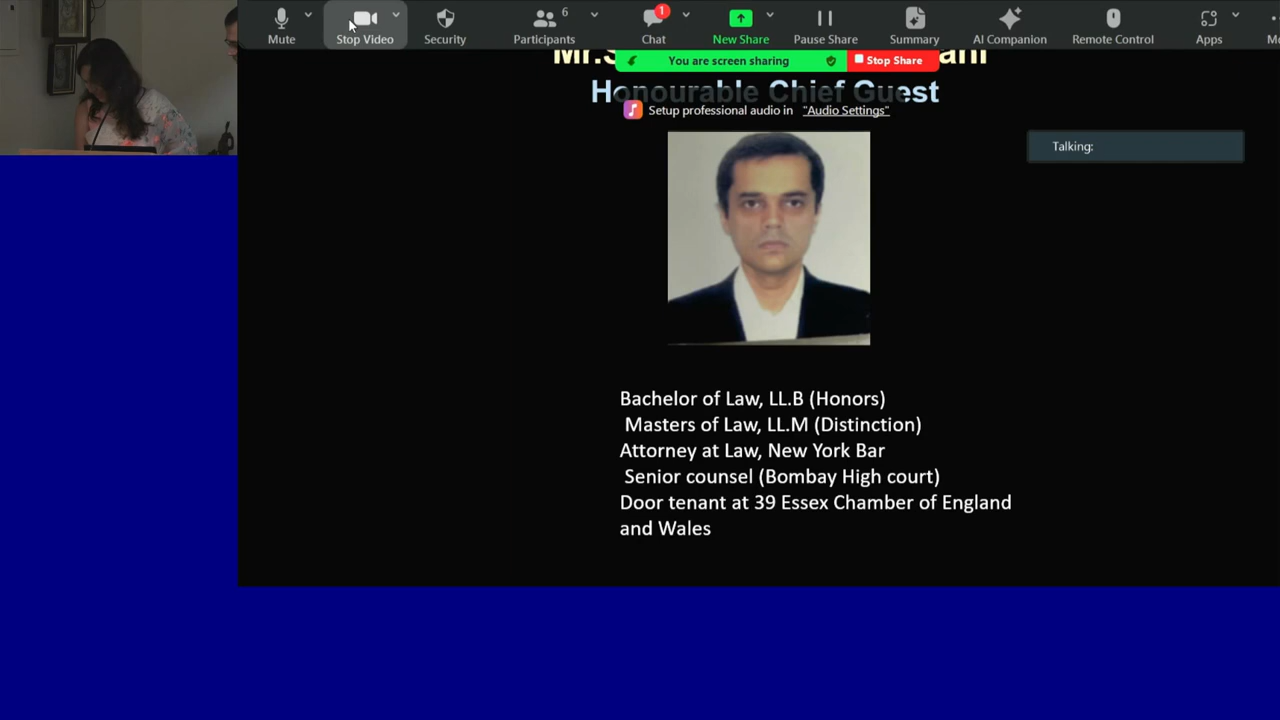 Mute
Stop Video
Security
Participants
6
Chat
1
New Share
Pause Share
Summary
AI Companion
Remote Control
Apps
You are screen sharing
Stop Share
Honourable Chief Guest
Setup professional audio in "Audio Settings"
Talking:
Bachelor of Law, LL.B (Honors)
Masters of Law, LL.M (Distinction)
Attorney at Law, New York Bar
Senior counsel (Bombay High court)
Door tenant at 39 Essex Chamber of England
and Wales